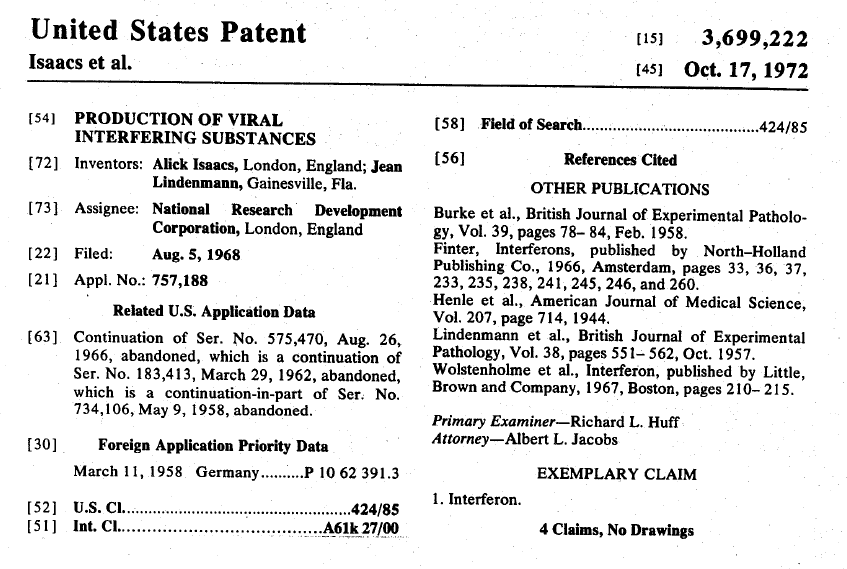 United States Patent
Isaacs et al.
[15] 3,699,222
[45] Oct. 17, 1972
[54] PRODUCTION OF VIRAL
INTERFERING SUBSTANCES
[72] Inventors: Alick Isaacs, London, England; Jean
Lindenmann, Gainesville, Fla.
[73] Assignee: National Research Development
Corporation, London, England
[22] Filed: Aug. 5, 1968
[21] Appl. No.: 757,188
Related U.S. Application Data
[63] Continuation of Ser. No. 575,470, Aug. 26,
1966, abandoned, which is a continuation of
Ser. No. 183,413, March 29, 1962, abandoned,
which is a continuation-in-part of Ser. No.
734,106, May 9, 1958, abandoned.
[30] Foreign Application Priority Data
March 11, 1958 Germany..........P 10 62 391.3
[52] U.S. Cl.......................................424/85
[51] Int. Cl....................................A61k 27/00
[58] Field of Search..........................................424/85
[56] References Cited
OTHER PUBLICATIONS
Burke et al., British Journal of Experimental Patholo-
gy, Vol. 39, pages 78– 84, Feb. 1958.
Finter, Interferons, published by North–Holland
Publishing Co., 1966, Amsterdam, pages 33, 36, 37,
233, 235, 238, 241, 245, 246, and 260.
Henle et al., American Journal of Medical Science,
Vol. 207, page 714, 1944.
Lindenmann et al., British Journal of Experimental
Pathology, Vol. 38, pages 551– 562, Oct. 1957.
Wolstenholme et al., Interferon, published by Little,
Brown and Company, 1967, Boston, pages 210– 215.
Primary Examiner—Richard L. Huff
Attorney—Albert L. Jacobs
EXEMPLARY CLAIM
1. Interferon.
4 Claims, No Drawings